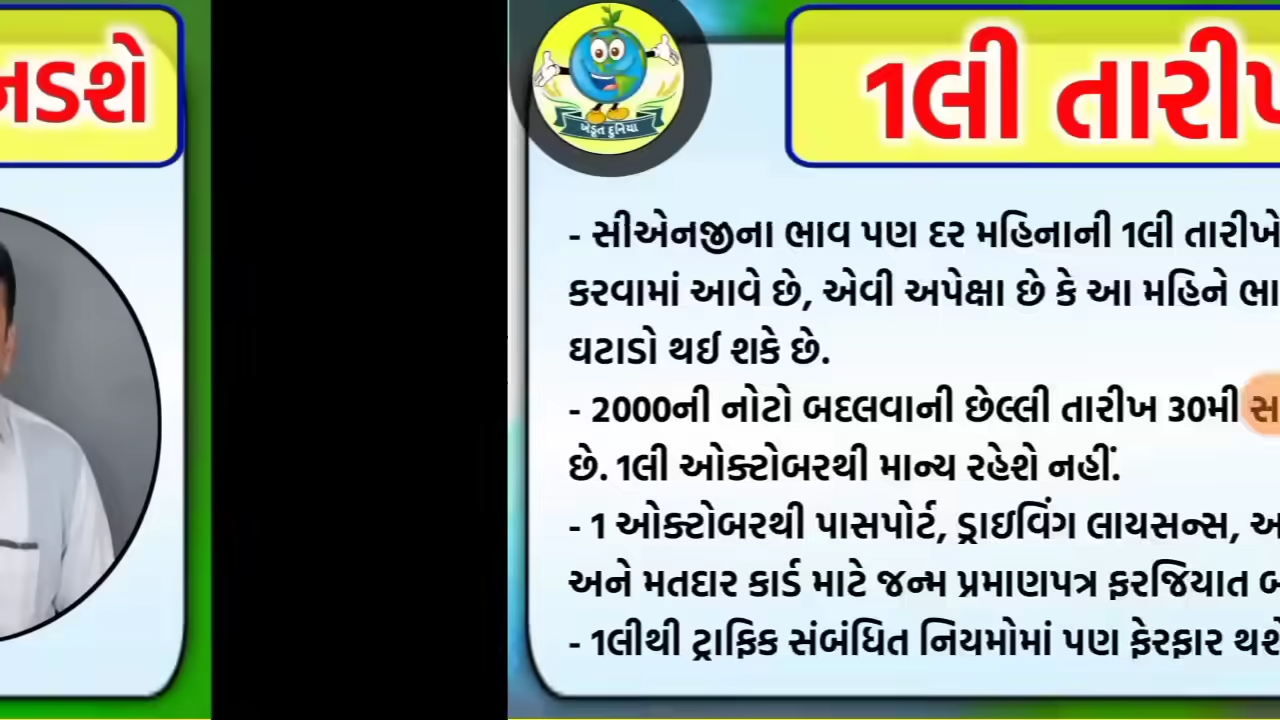 નડશે
ખેડૂત દુનિયા
1લી તારીખ
- સીએનજીના ભાવ પણ દર મહિનાની 1લી તારીખે
કરવામાં આવે છે, એવી અપેક્ષા છે કે આ મહિને
ઘટાડો થઈ શકે છે.
- 2000ની નોટો બદલવાની છેલ્લી તારીખ 30મી
છે. 1લી ઓક્ટોબરથી માન્ય રહેશે નહીં.
- 1 ઓક્ટોબરથી પાસપોર્ટ, ડ્રાઇવિંગ લાયસન્સ,
અને મતદાર કાર્ડ માટે જન્મ પ્રમાણપત્ર ફરજિયાત
- 1લીથી ટ્રાફિક સંબંધિત નિયમોમાં પણ ફેરફાર થશે